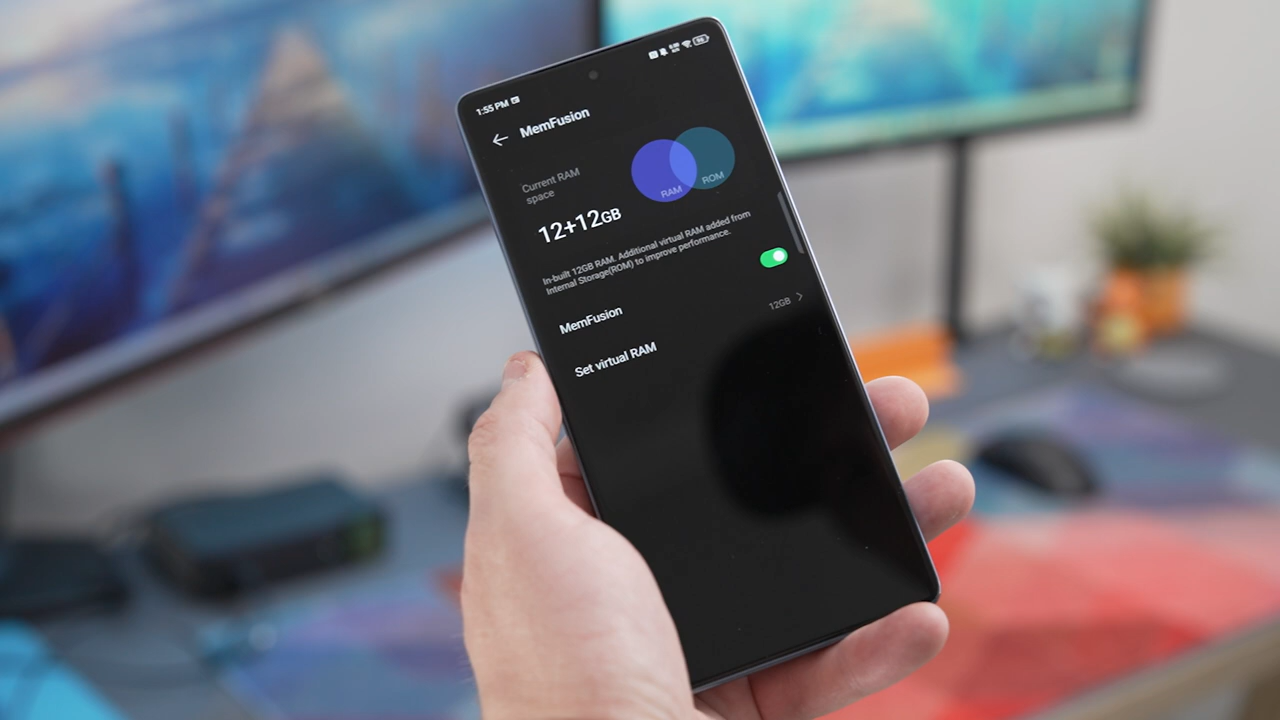 1:55 PM
MemFusion
Current RAM
space
12+12GB
RAM
ROM
In-built 12GB RAM. Additional virtual RAM added from
Internal Storage(ROM) to improve performance.
MemFusion
Set virtual RAM
12GB